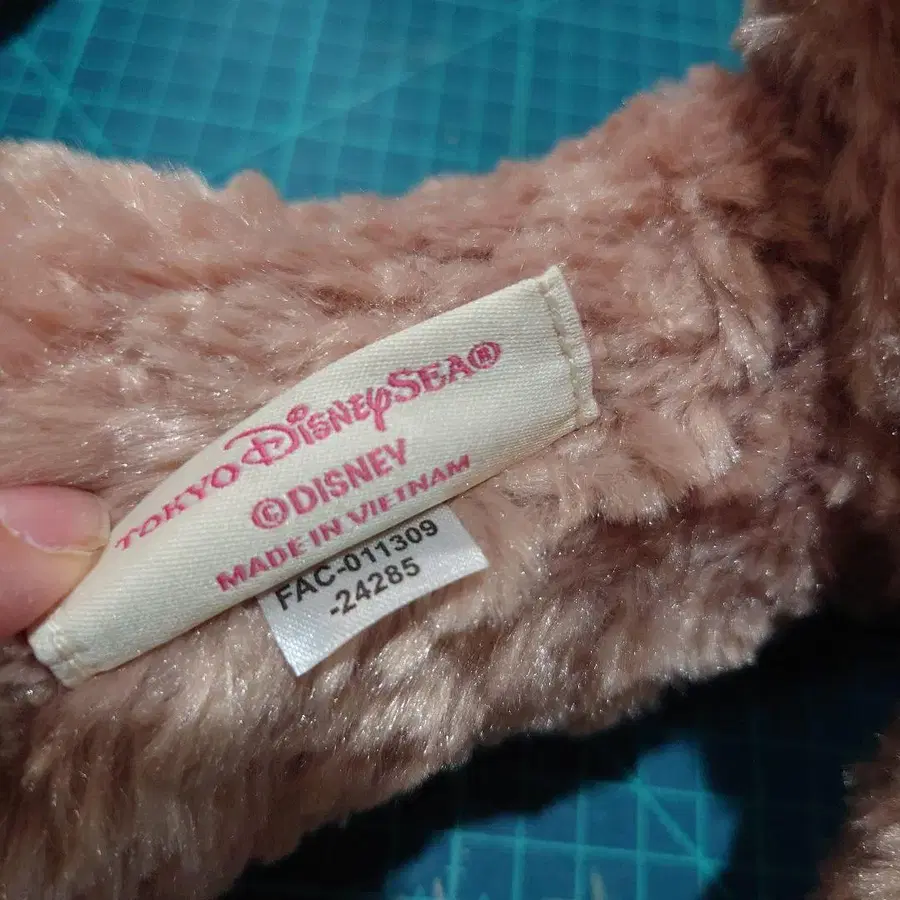 TOKYO DISNEYSEA®
©DISNEY
MADE IN VIETNAM
FAC-011309
-24285